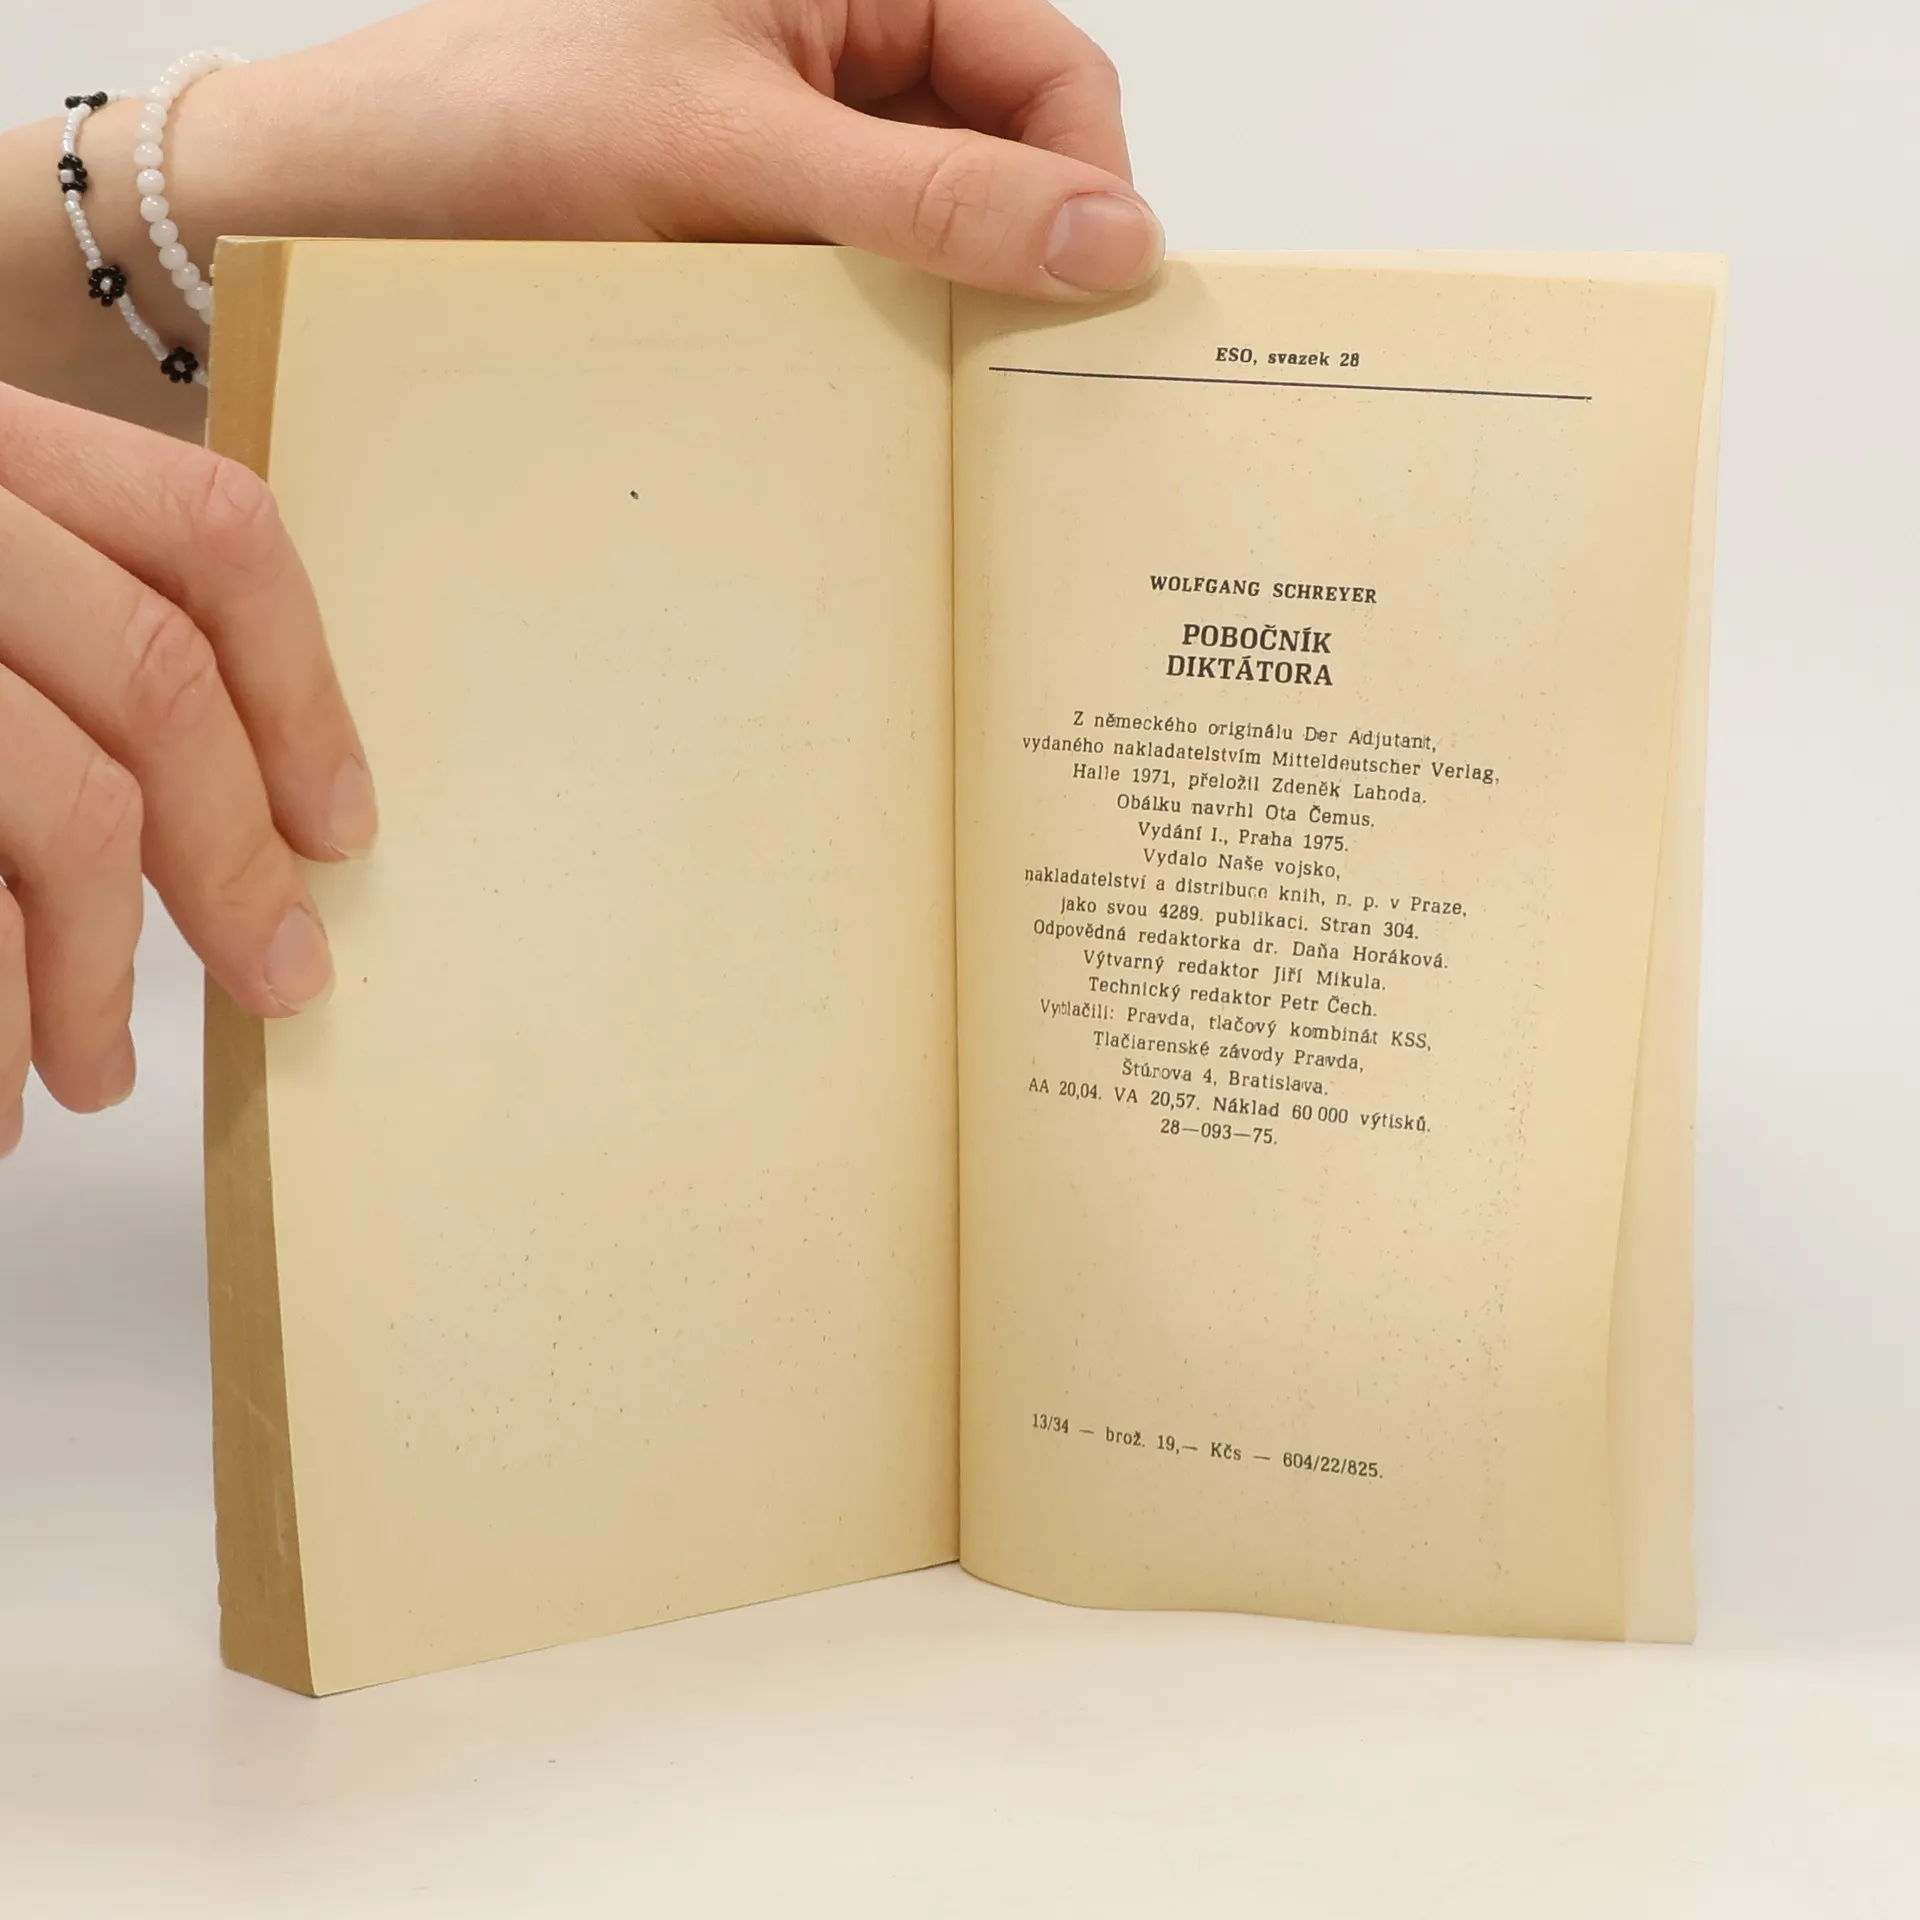 ESO, svazek 28
WOLFGANG SCHREYER
POBOČNÍK
DIKTÁTORA
Z německého originálu Der Adjutant,
vydaného nakladatelstvím Mitteldeutscher Verlag,
Halle 1971, přeložil Zdeněk Lahoda.
Obálku navrhl Ota Čemus.
Vydání I., Praha 1975.
Vydalo Naše vojsko,
nakladatelství a distribuce knih, n. p. v Praze,
jako svou 4289. publikaci. Stran 304.
Odpovědná redaktorka dr. Daňa Horáková.
Výtvarný redaktor Jiří Mikula.
Technický redaktor Petr Čech.
Vytlačili: Pravda, tlačový kombinát KSS,
Tlačiarenské závody Pravda,
Štúrova 4, Bratislava.
AA 20,04. VA 20,57. Náklad 60 000 výtisků.
28—093—75.
13/34 — brož. 19,— Kčs — 604/22/825.